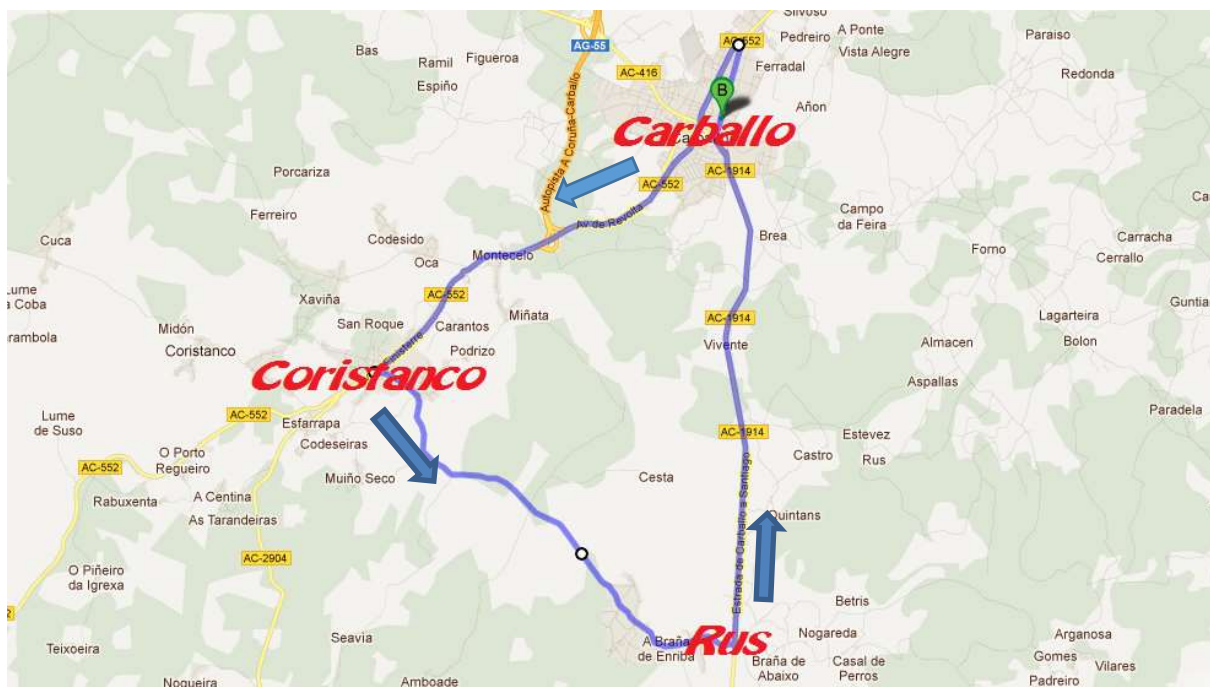 Silvoso
A Ponte
AC-552
Pedreiro
Paraiso
Bas
AG-55
Vista Alegre
Figueroa
Ramil
Ferradal
AC-416
Redonda
Espiño
B
Añon
Carballo
Autopista A Coruña-Carballo
Porcariza
AC-1914
AC-552
Ferreiro
Campo
da Feira
Av de Revolta
Cuca
Codesido
Brea
Carracha
Forno
Cerrallo
Montecelo
Oca
Lume
a Coba
AC-552
Xaviña
Guntia
arambola
Midón
San Roque
Carantos
Miñata
AC-1914
Lagarteira
Coristanco
Podrizo
Vivente
Almacen
Bolon
Finisterre
Coristanco
Aspallas
Lume
de Suso
AC-552
Esfarrapa
Paradela
Codeseiras
AC-1914
O Porto
Regueiro
Estevez
AC-552
Castro
Rus
Rabuxenta
Muiño Seco
Cesta
A Centina
As Tarandeiras
Quintans
Estrada de Carballo a Santiago
AC-2904
O Piñeiro
da Igrexa
Betris
2
Seavia
A Braña
de Enriba
Rus
Nogareda
Arganosa
Teixoeira
Braña de
Abaixo
Casal de
Perros
Gomes
Vilares
Nogueira
Amboade
Padreiro